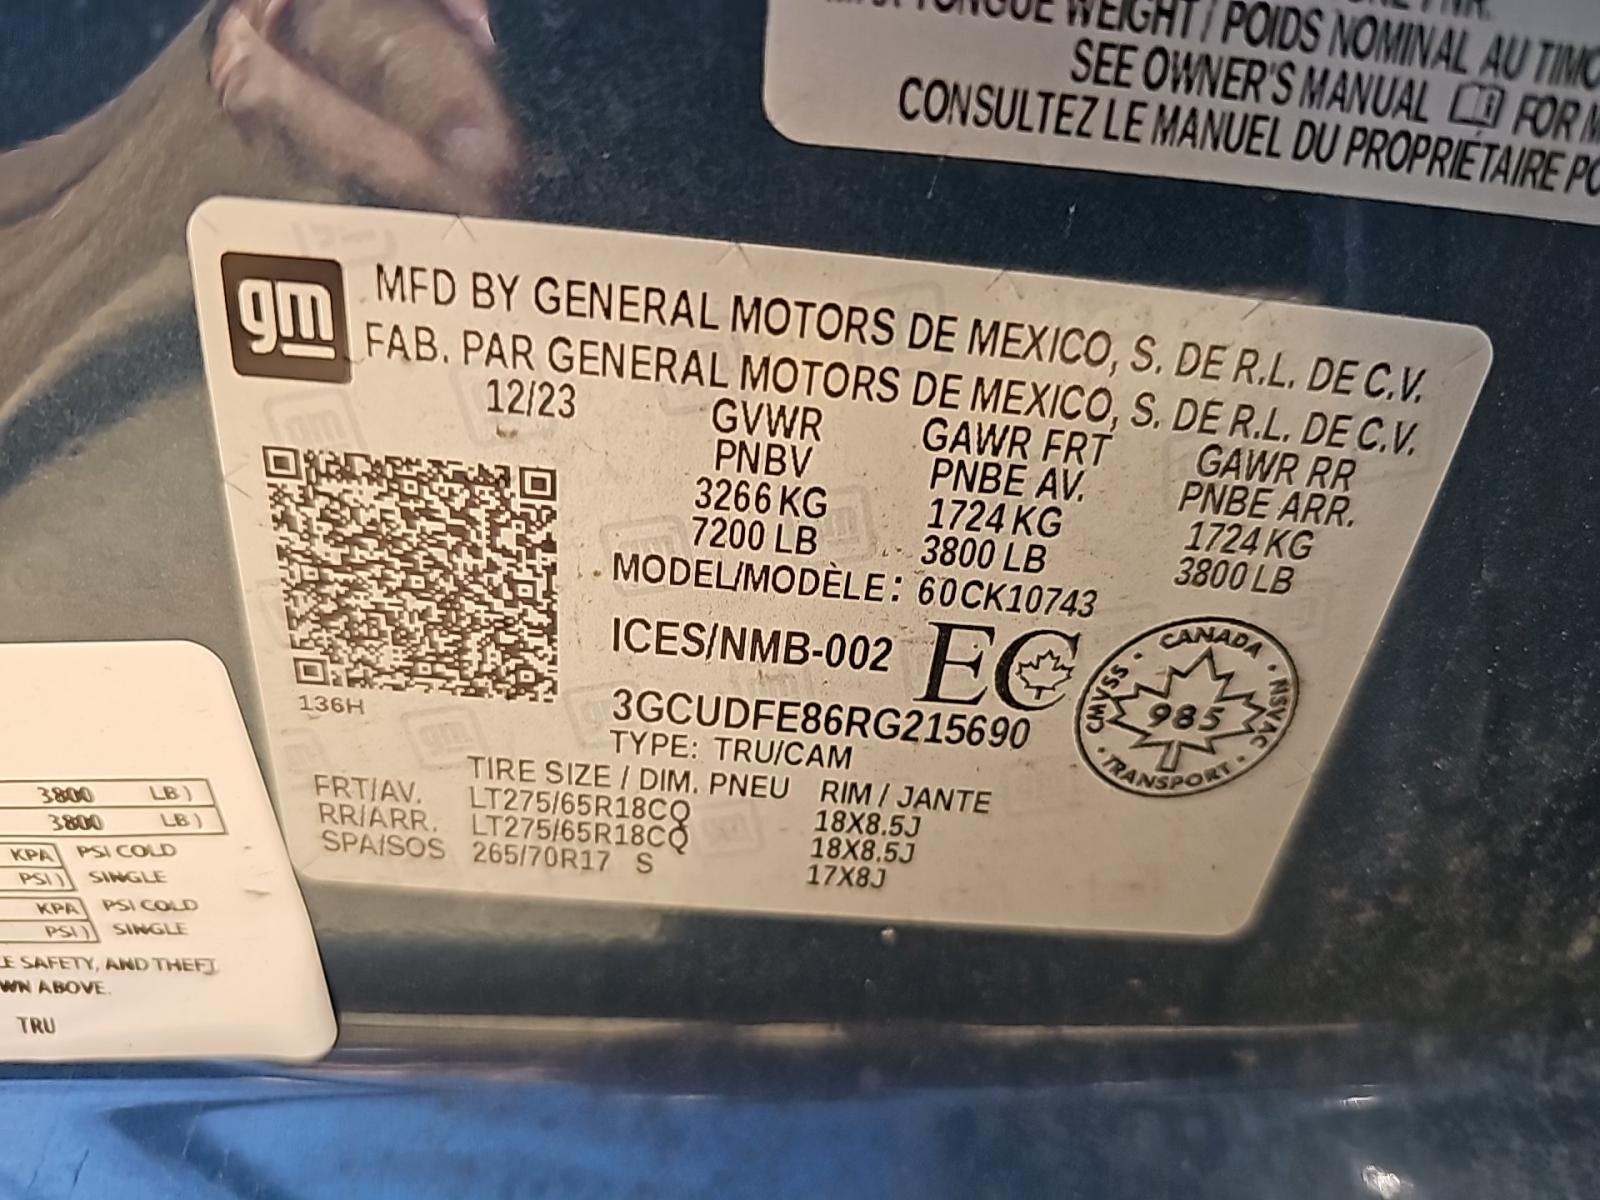 TONGUE WEIGHT / POIDS NOMINAL AU
SEE OWNER'S MANUAL FOR
CONSULTEZ LE MANUEL DU PROPRIÉTAIRE
gm
MFD BY GENERAL MOTORS DE MEXICO, S. DE R.L. DE C.V.
FAB. PAR GENERAL MOTORS DE MEXICO, S. DE R.L. DE C.V.
12/23 GVWR GAWR FRT GAWR RR
PNBV PNBE AV. PNBE ARR.
3266 KG 1724 KG 1724 KG
7200 LB 3800 LB 3800 LB
MODEL/MODÈLE: 60CK10743
ICES/NMB-002 EC
CANADA
CMVSS 985 NSVAC
TRANSPORT
136H
3GCUDFE86RG215690
TYPE: TRU/CAM
TIRE SIZE / DIM. PNEU RIM / JANTE
FRT/AV. LT275/65R18CQ 18X8.5J
RR/ARR. LT275/65R18CQ 18X8.5J
SPA/SOS 265/70R17 S 17X8J
3800 LB)
3800 LB)
KPA PSI COLD
PSI) SINGLE
KPA PSI COLD
PSI) SINGLE
SAFETY, AND THEFT
ABOVE.
TRU